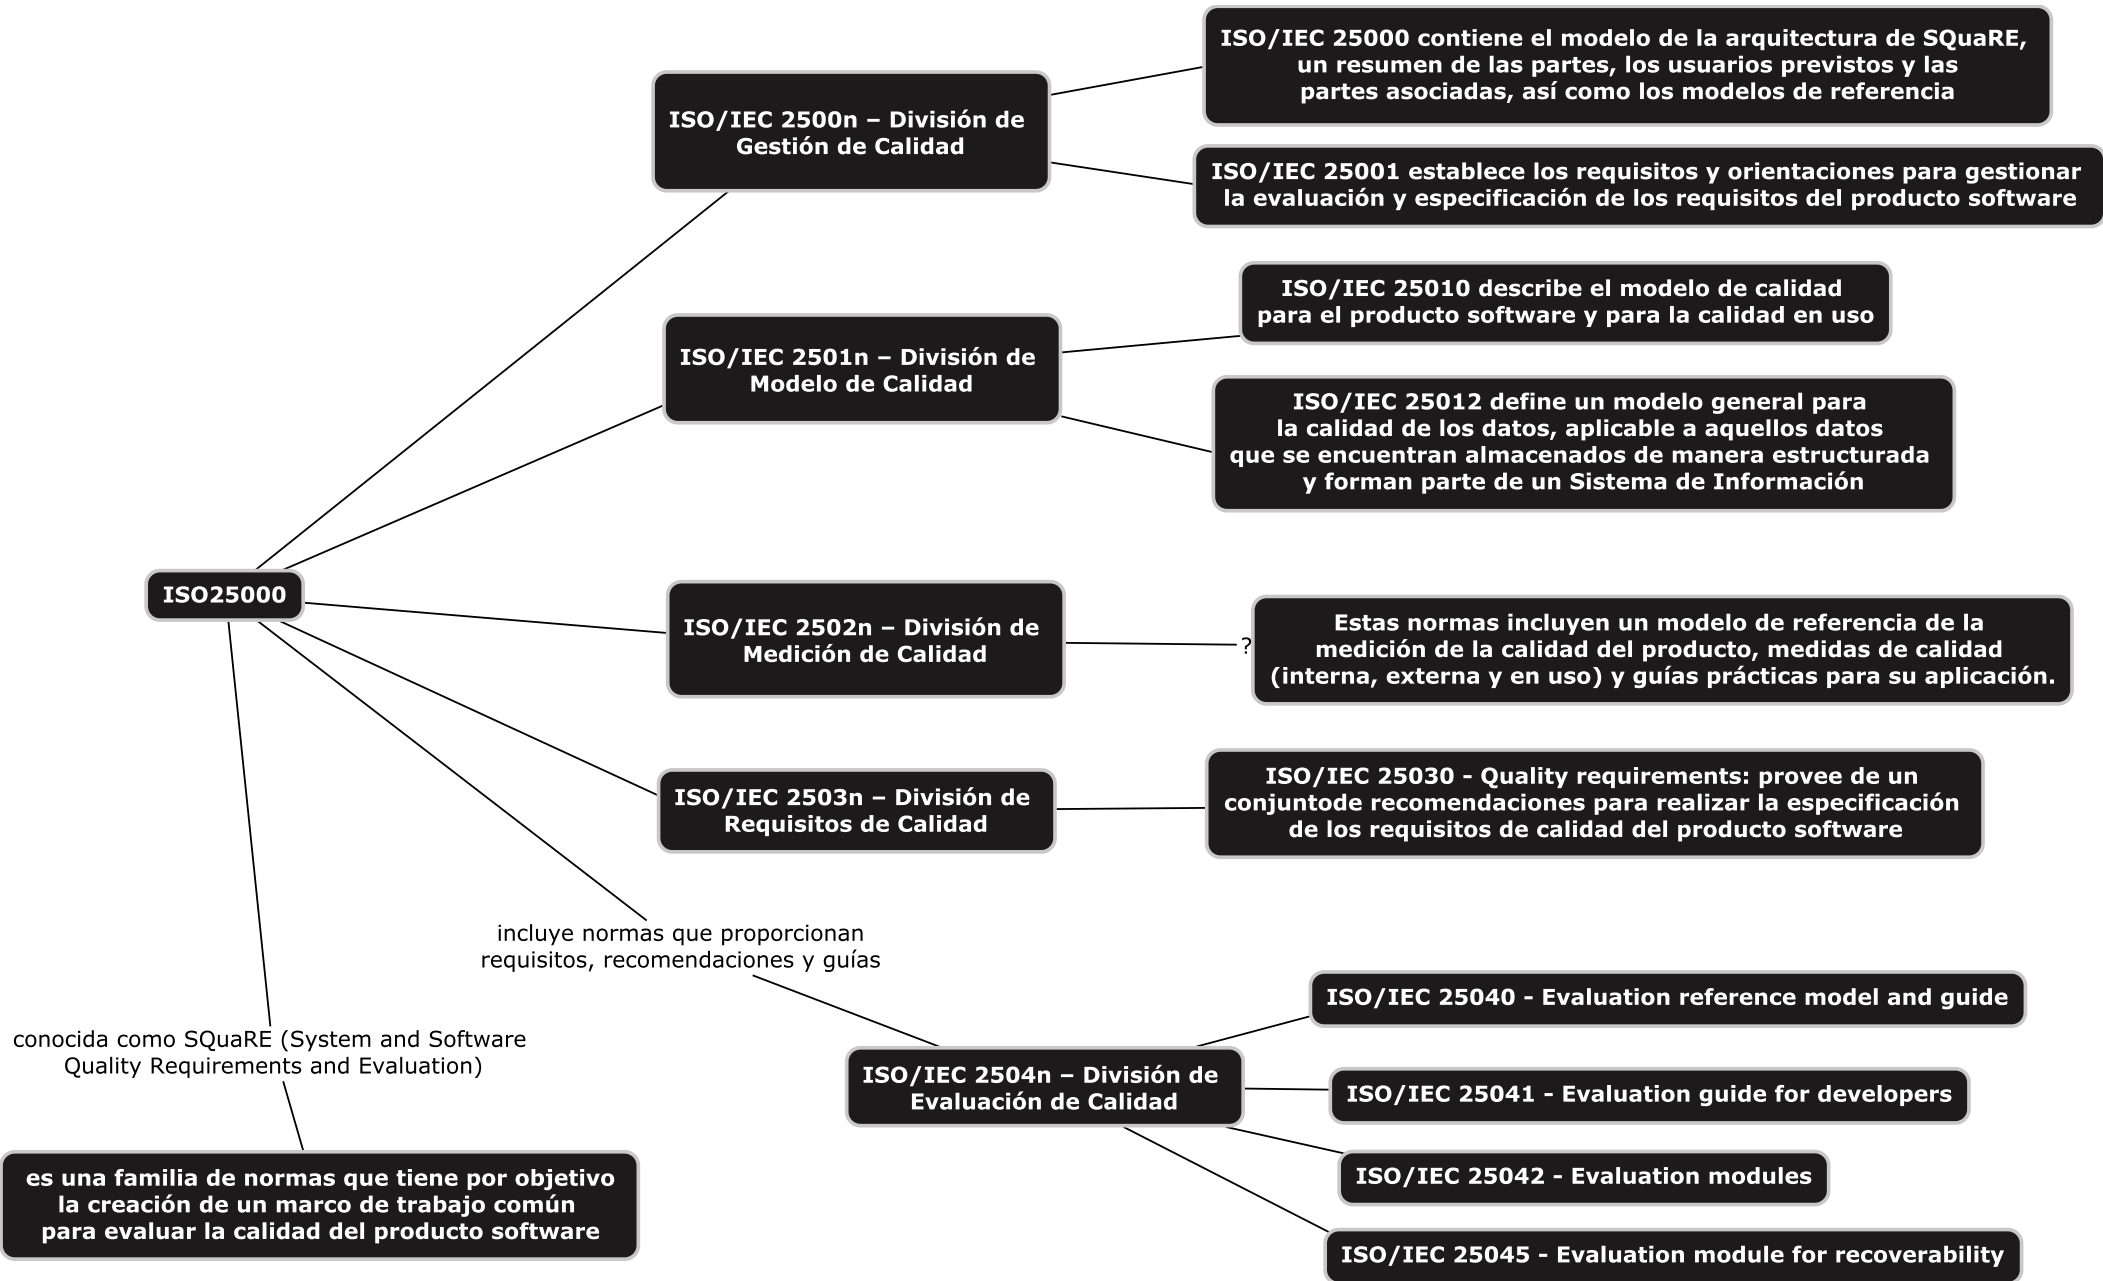 ISO/IEC 25000 contiene el modelo de la arquitectura de SQuaRE,
un resumen de las partes, los usuarios previstos y las
partes asociadas, así como los modelos de referencia
ISO/IEC 2500n – División de
Gestión de Calidad
ISO/IEC 25001 establece los requisitos y orientaciones para gestionar
la evaluación y especificación de los requisitos del producto software
ISO/IEC 25010 describe el modelo de calidad
para el producto software y para la calidad en uso
ISO/IEC 2501n – División de
Modelo de Calidad
ISO/IEC 25012 define un modelo general para
la calidad de los datos, aplicable a aquellos datos
que se encuentran almacenados de manera estructurada
y forman parte de un Sistema de Información
ISO25000
ISO/IEC 2502n – División de
Medición de Calidad
?
Estas normas incluyen un modelo de referencia de la
medición de la calidad del producto, medidas de calidad
(interna, externa y en uso) y guías prácticas para su aplicación.
ISO/IEC 2503n – División de
Requisitos de Calidad
ISO/IEC 25030 - Quality requirements: provee de un
conjuntode recomendaciones para realizar la especificación
de los requisitos de calidad del producto software
incluye normas que proporcionan
requisitos, recomendaciones y guías
ISO/IEC 25040 - Evaluation reference model and guide
conocida como SQuaRE (System and Software
Quality Requirements and Evaluation)
ISO/IEC 2504n – División de
Evaluación de Calidad
ISO/IEC 25041 - Evaluation guide for developers
ISO/IEC 25042 - Evaluation modules
es una familia de normas que tiene por objetivo
la creación de un marco de trabajo común
para evaluar la calidad del producto software
ISO/IEC 25045 - Evaluation module for recoverability